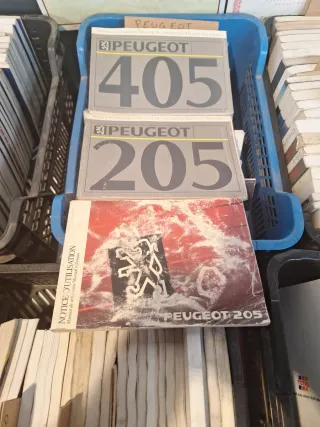 PEUGEOT
PEUGEOT
405
PEUGEOT
205
NOTICE D'UTILISATION
PEUGEOT 205